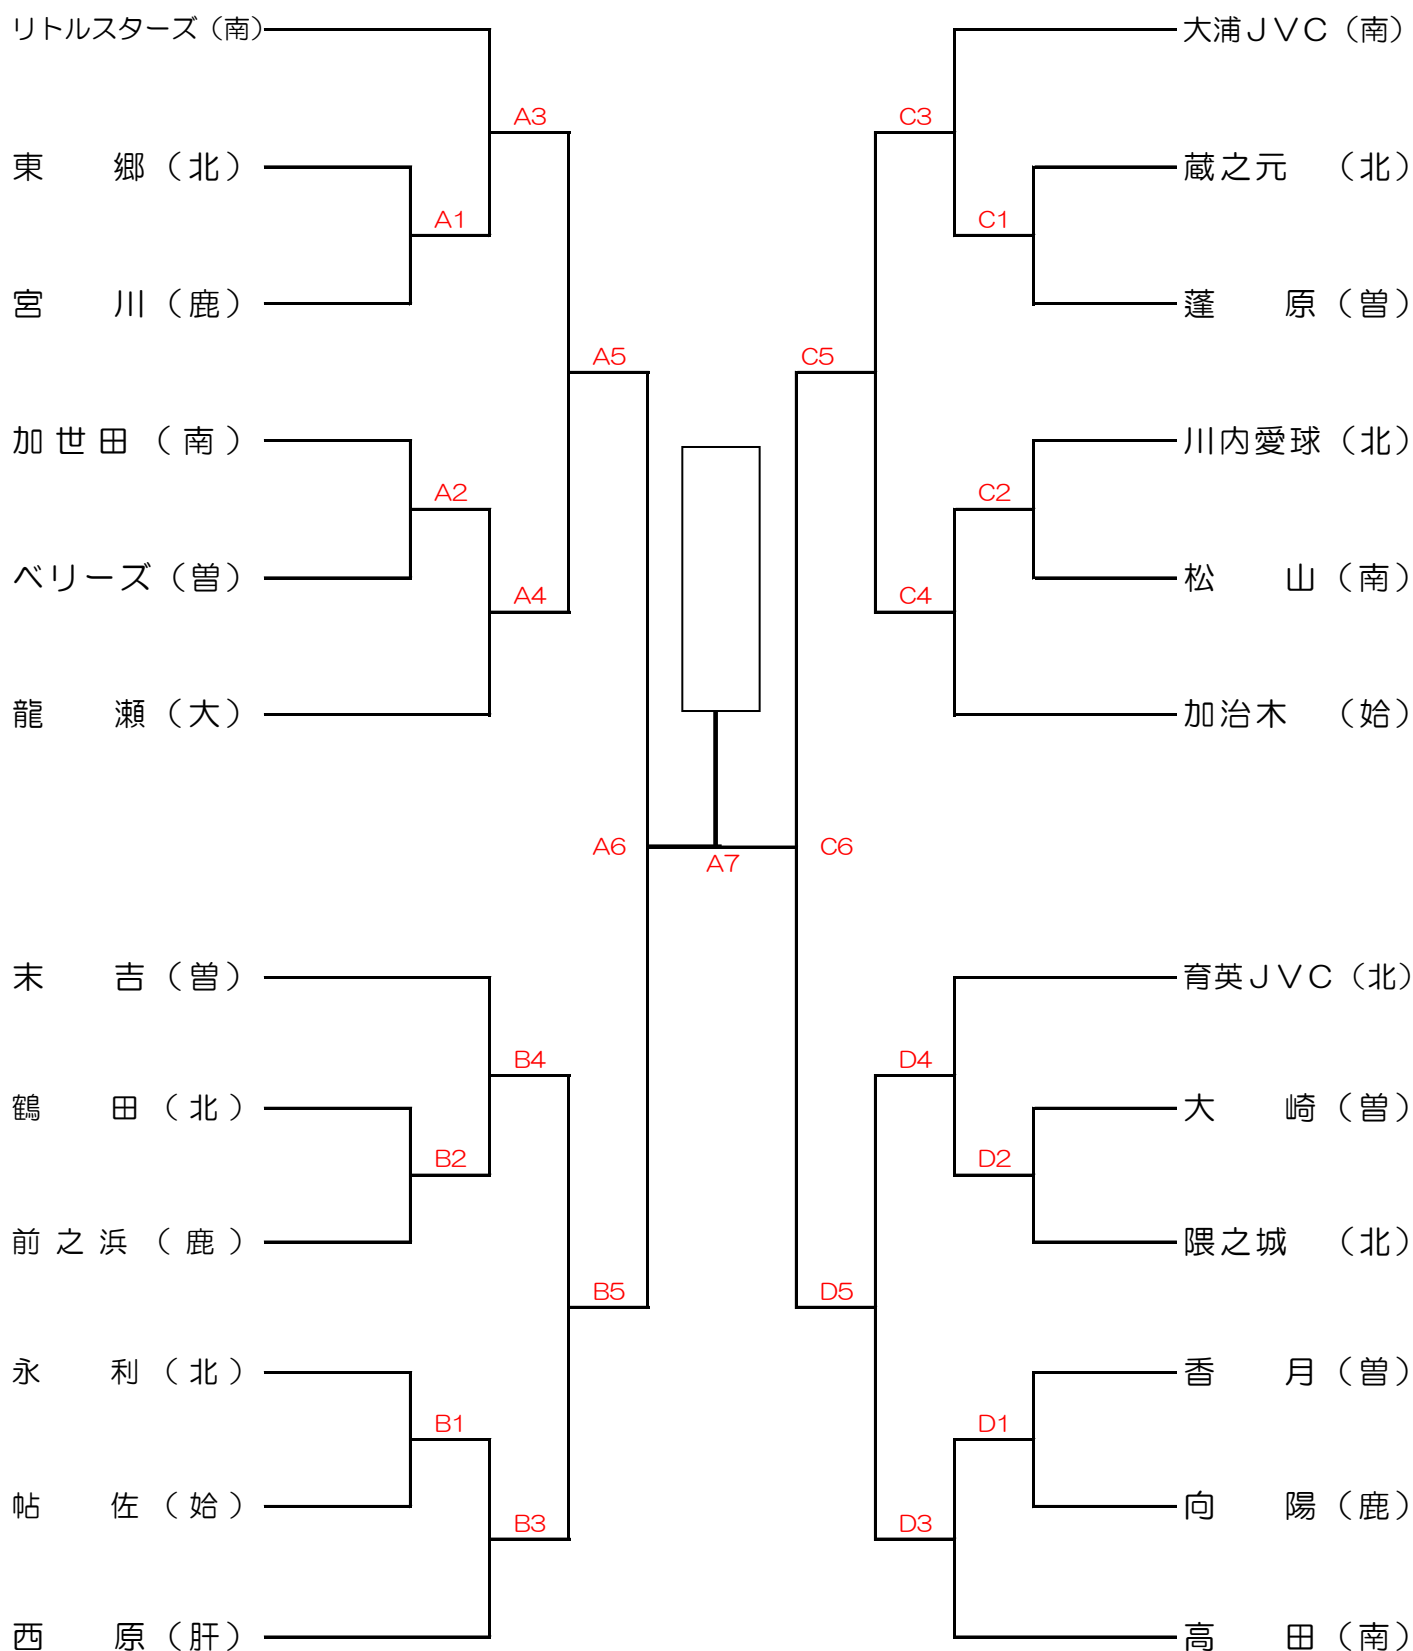 リトルスターズ（南）
A3
東　　郷（北）
A1
宮　　川（鹿）
A5
加世田（南）
A2
ベリーズ（曽）
A4
龍　　瀬（大）
A6
A7
末　　吉（曽）
B4
鶴　　田（北）
B2
前之浜（鹿）
B5
永　　利（北）
B1
帖　　佐（姶）
B3
西　　原（肝）
大浦ＪＶＣ（南）
C3
蔵之元　（北）
C1
蓬　　原（曽）
C5
川内愛球（北）
C2
松　　山（南）
C4
加治木　（姶）
C6
育英ＪＶＣ（北）
D4
大　　崎（曽）
D2
隈之城　（北）
D5
香　　月（曽）
D1
向　　陽（鹿）
D3
高　　田（南）